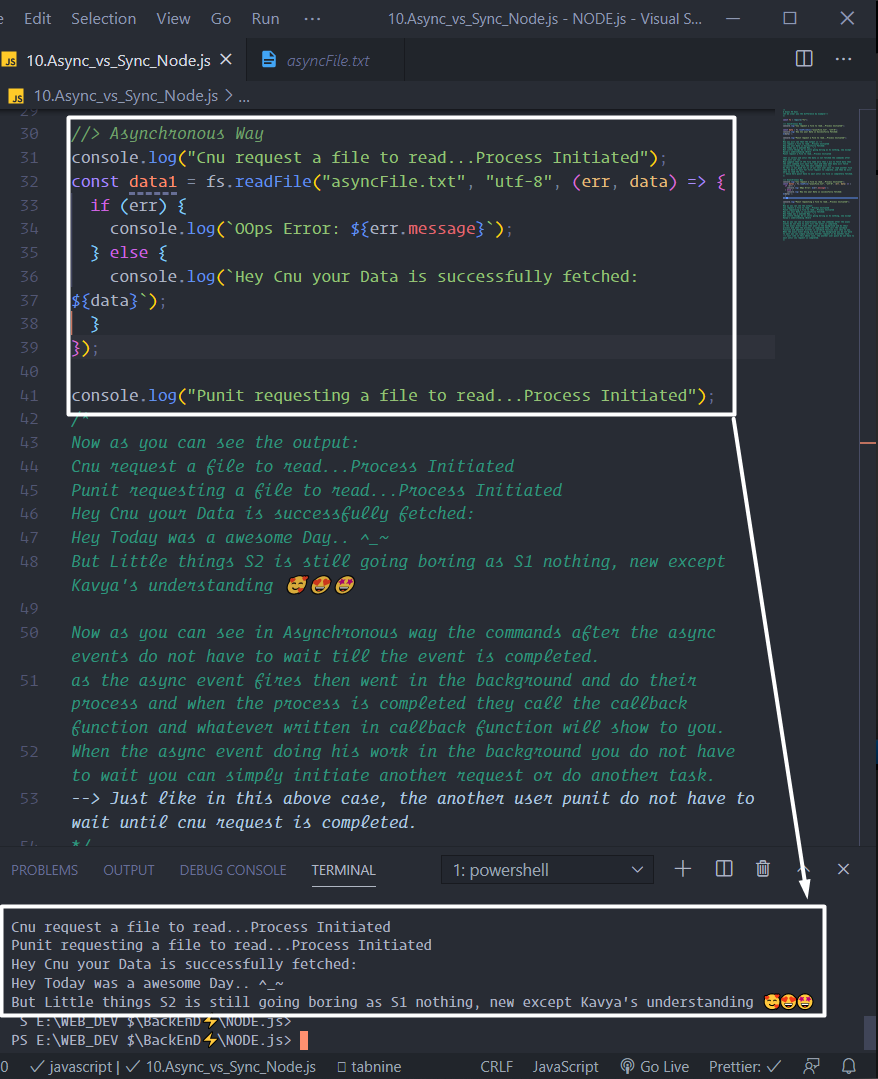 Edit Selection View Go Run ··· 10.Async_vs_Sync_Node.js - NODE.js - Visual S...
JS 10.Async_vs_Sync_Node.js asyncFile.txt ···
JS 10.Async_vs_Sync_Node.js > ...
29
30 //> Asynchronous Way
31 console.log("Cnu request a file to read...Process Initiated");
32 const data1 = fs.readFile("asyncFile.txt", "utf-8", (err, data) => {
33 if (err) {
34 console.log(`OOps Error: ${err.message}`);
35 } else {
36 console.log(`Hey Cnu your Data is successfully fetched:
37 ${data}`);
38 }
39 });
40
41 console.log("Punit requesting a file to read...Process Initiated");
42 /*
43 Now as you can see the output:
44 Cnu request a file to read...Process Initiated
45 Punit requesting a file to read...Process Initiated
46 Hey Cnu your Data is successfully fetched:
47 Hey Today was a awesome Day.. ^_~
48 But Little things S2 is still going boring as S1 nothing, new except
Kavya's understanding 🥰😍🤩
49
50 Now as you can see in Asynchronous way the commands after the async
events do not have to wait till the event is completed.
51 as the async event fires then went in the background and do their
process and when the process is completed they call the callback
function and whatever written in callback function will show to you.
52 When the async event doing his work in the background you do not have
to wait you can simply initiate another request or do another task.
53 --> Just like in this above case, the another user punit do not have to
wait until cnu request is completed.
54 */
PROBLEMS OUTPUT DEBUG CONSOLE TERMINAL 1: powershell
Cnu request a file to read...Process Initiated
Punit requesting a file to read...Process Initiated
Hey Cnu your Data is successfully fetched:
Hey Today was a awesome Day.. ^_~
But Little things S2 is still going boring as S1 nothing, new except Kavya's understanding 🥰😍🤩
S E:\WEB_DEV $\BackEnD⚡\NODE.js>
PS E:\WEB_DEV $\BackEnD⚡\NODE.js>
0 ✓ javascript | ✓ 10.Async_vs_Sync_Node.js tabnine CRLF JavaScript Go Live Prettier: ✓